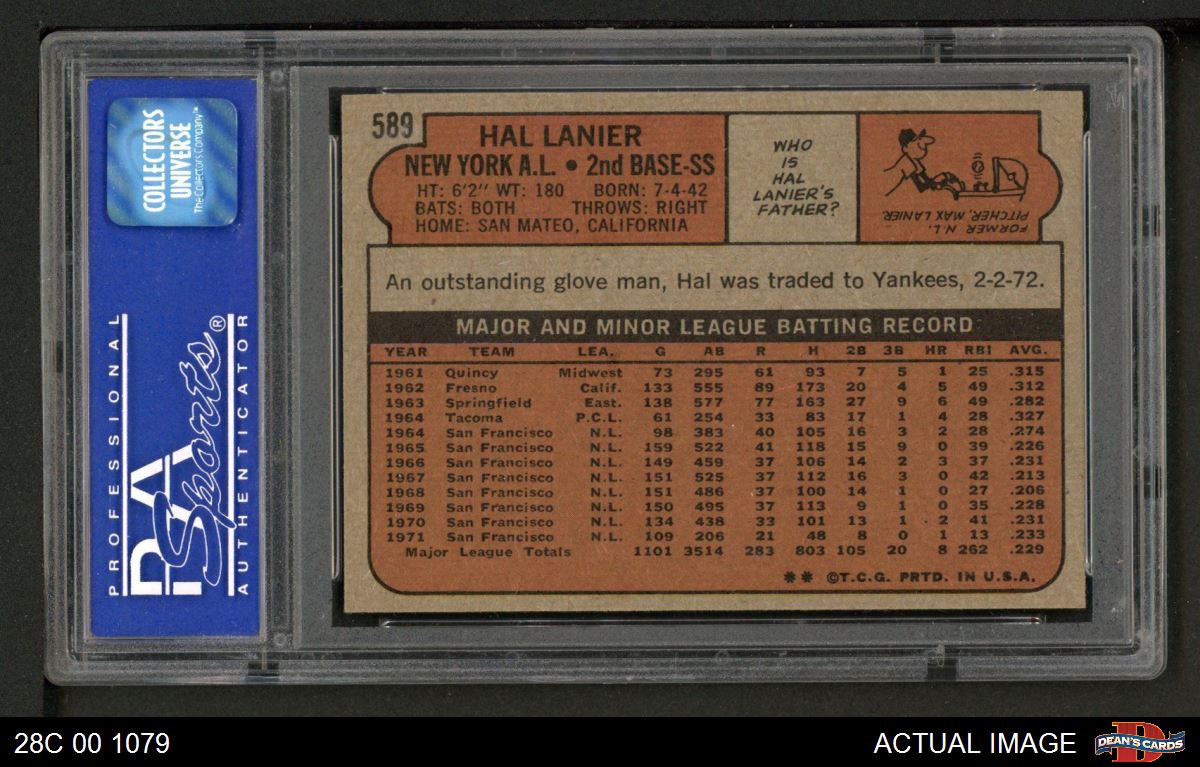 COLLECTORS
UNIVERSE
The Collectors Company™
PROFESSIONAL
PSA
Sports®
AUTHENTICATOR
589
HAL LANIER
NEW YORK A.L. • 2nd BASE-SS
HT: 6'2" WT: 180 BORN: 7-4-42
BATS: BOTH THROWS: RIGHT
HOME: SAN MATEO, CALIFORNIA
WHO
IS
HAL
LANIER'S
FATHER?
FORMER N.L.
PITCHER, MAX LANIER.
An outstanding glove man, Hal was traded to Yankees, 2-2-72.
MAJOR AND MINOR LEAGUE BATTING RECORD
YEAR TEAM LEA. G AB R H 2B 3B HR RBI AVG.
1961 Quincy Midwest 73 295 61 93 7 5 1 25 .315
1962 Fresno Calif. 133 555 89 173 20 4 5 49 .312
1963 Springfield East. 138 577 77 163 27 9 6 49 .282
1964 Tacoma P.C.L. 61 254 33 83 17 1 4 28 .327
1964 San Francisco N.L. 98 383 40 105 16 3 2 28 .274
1965 San Francisco N.L. 159 522 41 118 15 9 0 39 .226
1966 San Francisco N.L. 149 459 37 106 14 2 3 37 .231
1967 San Francisco N.L. 151 525 37 112 16 3 0 42 .213
1968 San Francisco N.L. 151 486 37 100 14 1 0 27 .206
1969 San Francisco N.L. 150 495 37 113 9 1 0 35 .228
1970 San Francisco N.L. 134 438 33 101 13 1 2 41 .231
1971 San Francisco N.L. 109 206 21 48 8 0 1 13 .233
Major League Totals 1101 3514 283 803 105 20 8 262 .229
** ©T.C.G. PRTD. IN U.S.A.
28C 00 1079
ACTUAL IMAGE
D
DEAN'S CARDS